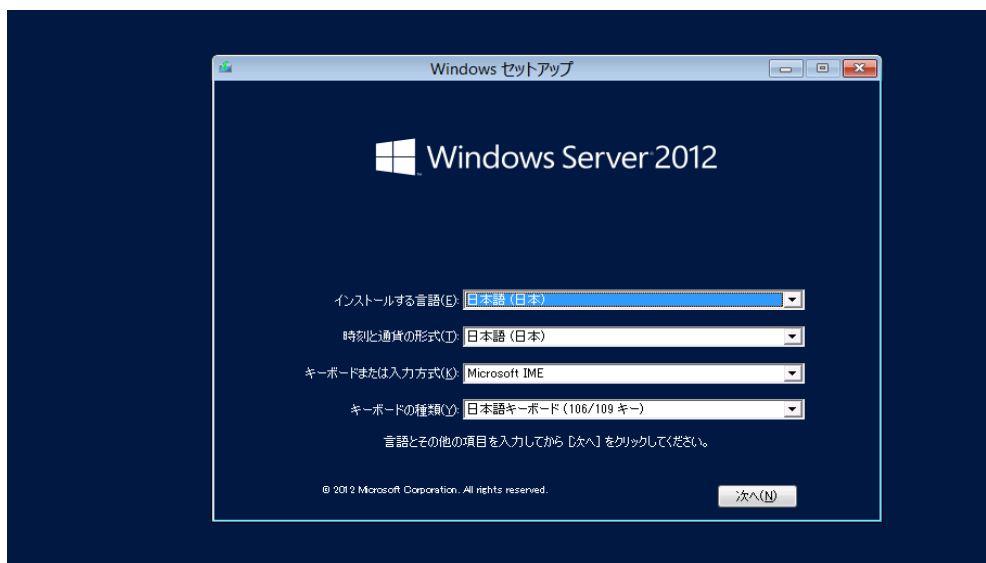 Windows セットアップ
Windows Server 2012
インストールする言語(E): 日本語 (日本)
時刻と通貨の形式(T): 日本語 (日本)
キーボードまたは入力方式(K): Microsoft IME
キーボードの種類(Y): 日本語キーボード (106/109 キー)
言語とその他の項目を入力してから [次へ] をクリックしてください。
© 2012 Microsoft Corporation. All rights reserved.
次へ(N)